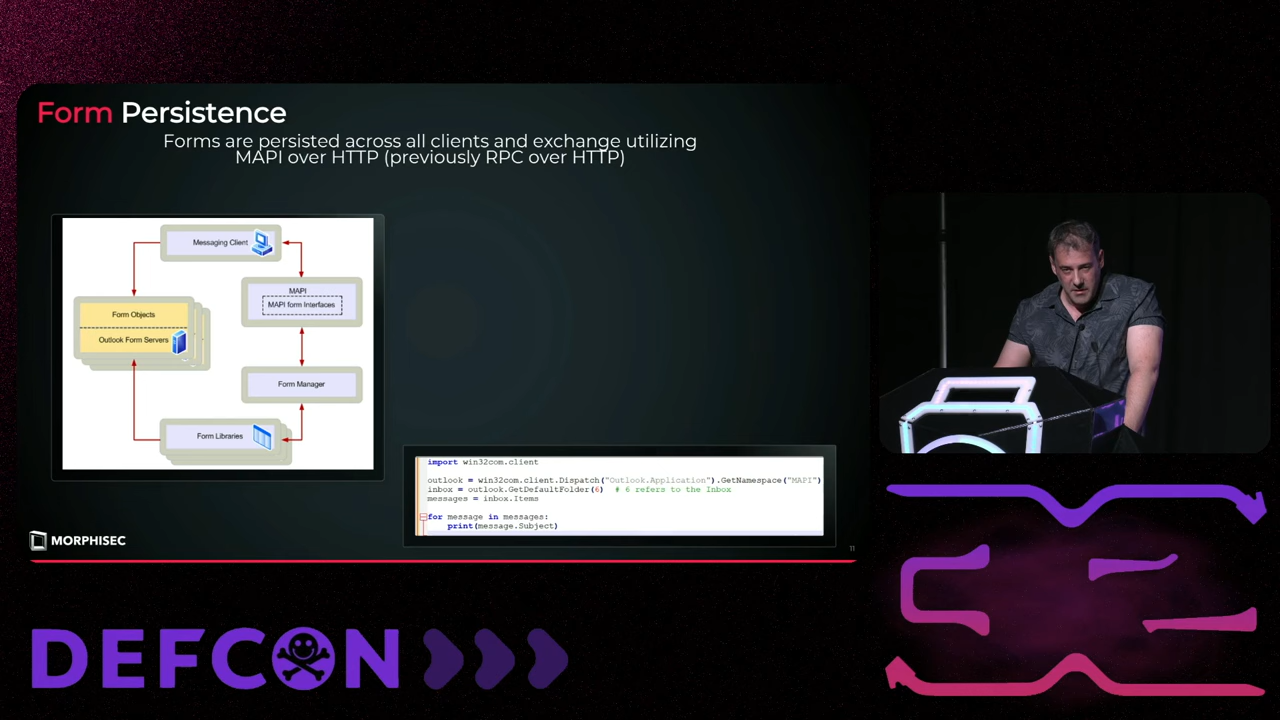 Form Persistence
Forms are persisted across all clients and exchange utilizing
MAPI over HTTP (previously RPC over HTTP)
Messaging Client
MAPI
MAPI form Interfaces
Form Objects
Outlook Form Servers
Form Manager
Form Libraries
import win32com.client
outlook = win32com.client.Dispatch("Outlook.Application").GetNamespace("MAPI")
inbox = outlook.GetDefaultFolder(6)  # 6 refers to the Inbox
messages = inbox.Items
for message in messages:
    print(message.Subject)
MORPHISEC
11
DEFCON